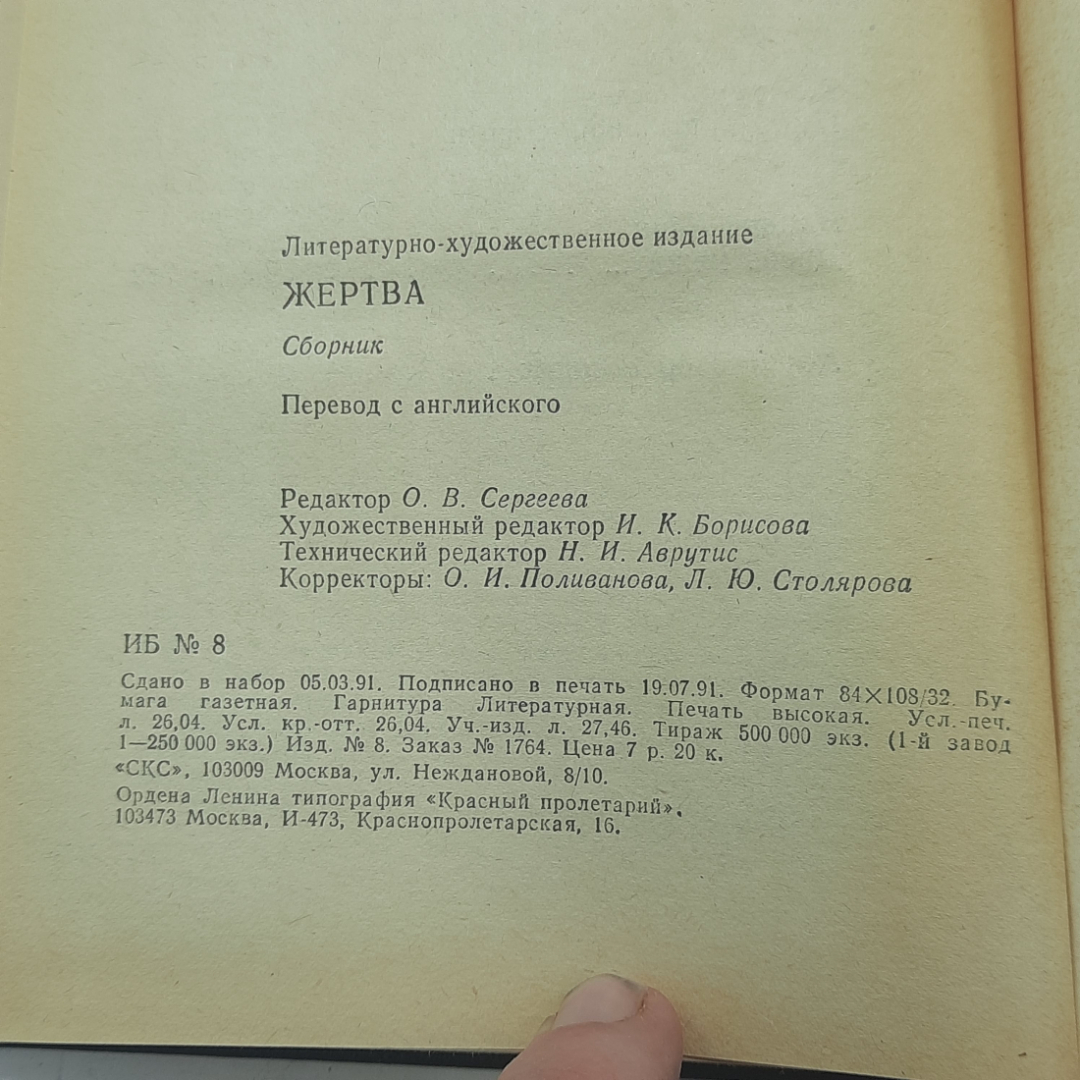 Литературно-художественное издание
ЖЕРТВА
Сборник
Перевод с английского
Редактор О. В. Сергеева
Художественный редактор И. К. Борисова
Технический редактор Н. И. Аврутис
Корректоры: О. И. Поливанова, Л. Ю. Столярова
ИБ № 8
Сдано в набор 05.03.91. Подписано в печать 19.07.91. Формат 84×108/32. Бу-
мага газетная. Гарнитура Литературная. Печать высокая. Усл.-печ.
л. 26,04. Усл. кр.-отт. 26,04. Уч.-изд. л. 27,46. Тираж 500 000 экз. (1-й завод
1—250 000 экз.) Изд. № 8. Заказ № 1764. Цена 7 р. 20 к.
«СКС», 103009 Москва, ул. Неждановой, 8/10.
Ордена Ленина типография «Красный пролетарий».
103473 Москва, И-473, Краснопролетарская, 16.